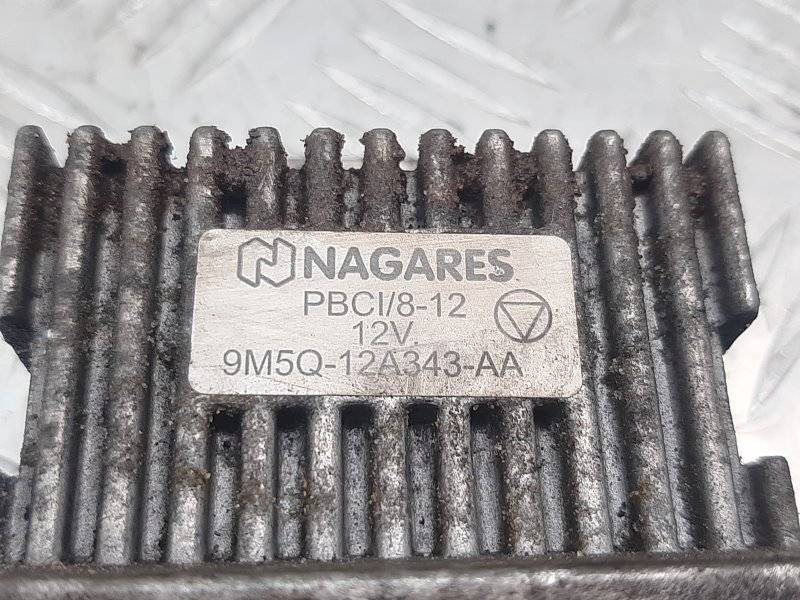 NAGARES
PBCI/8-12
12V.
9M5Q-12A343-AA